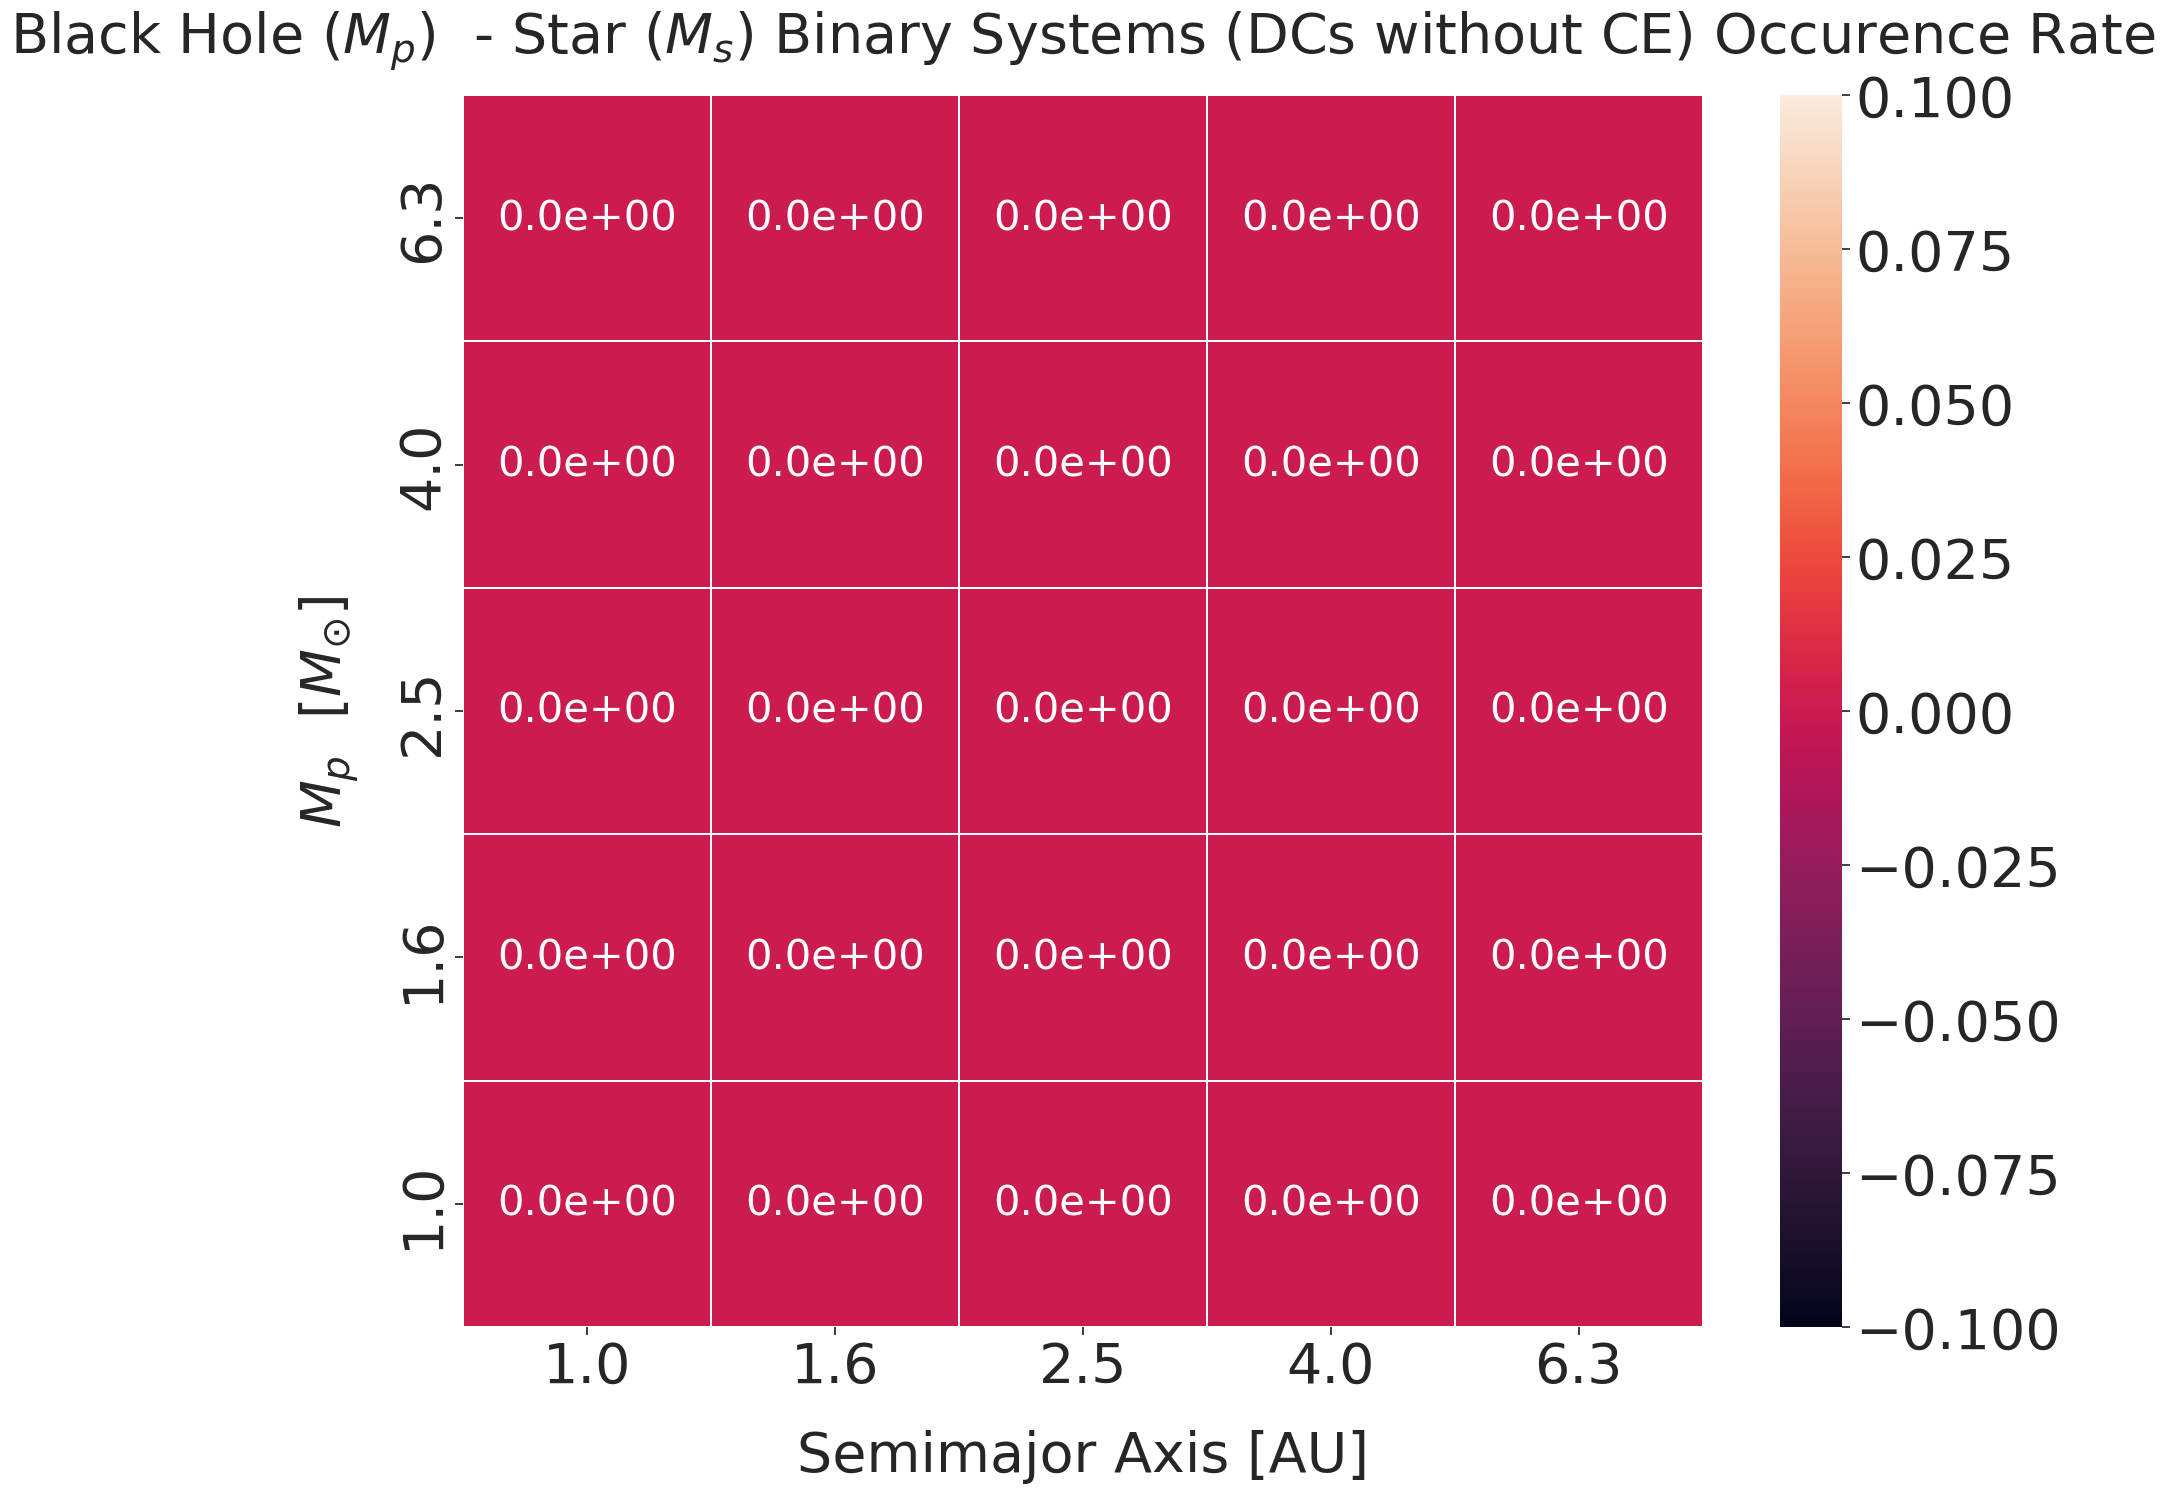 Black Hole (M_p) - Star (M_s) Binary Systems (DCs without CE) Occurence Rate
0.100
0.075
0.050
0.025
0.000
−0.025
−0.050
−0.075
−0.100
M_p [M_⊙]
6.3
0.0e+00 0.0e+00 0.0e+00 0.0e+00 0.0e+00
4.0
0.0e+00 0.0e+00 0.0e+00 0.0e+00 0.0e+00
2.5
0.0e+00 0.0e+00 0.0e+00 0.0e+00 0.0e+00
1.6
0.0e+00 0.0e+00 0.0e+00 0.0e+00 0.0e+00
1.0
0.0e+00 0.0e+00 0.0e+00 0.0e+00 0.0e+00
1.0 1.6 2.5 4.0 6.3
Semimajor Axis [AU]